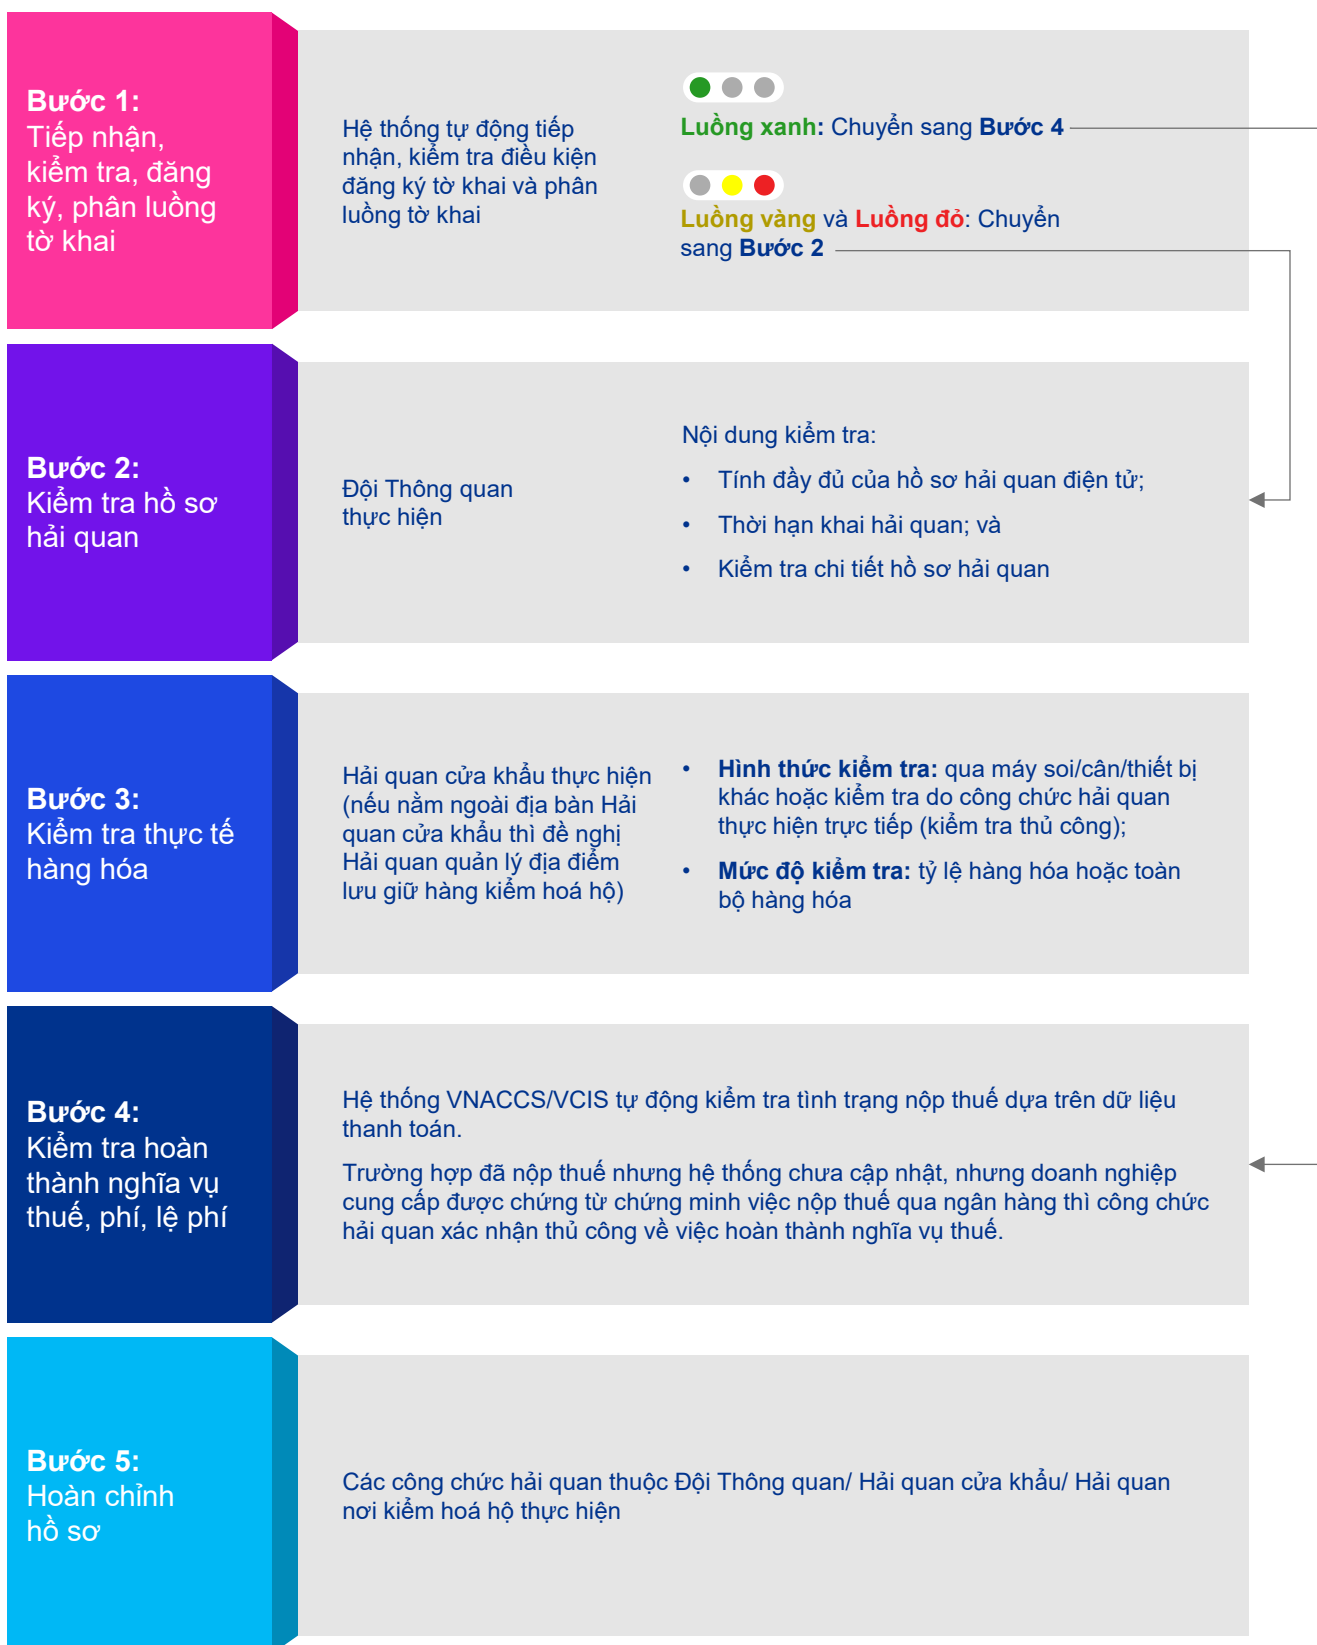 Bước 1:
Tiếp nhận,
kiểm tra, đăng
ký, phân luồng
tờ khai
Hệ thống tự động tiếp
nhận, kiểm tra điều kiện
đăng ký tờ khai và phân
luồng tờ khai
Luồng xanh: Chuyển sang Bước 4
Luồng vàng và Luồng đỏ: Chuyển
sang Bước 2
Bước 2:
Kiểm tra hồ sơ
hải quan
Đội Thông quan
thực hiện
Nội dung kiểm tra:
• Tính đầy đủ của hồ sơ hải quan điện tử;
• Thời hạn khai hải quan; và
• Kiểm tra chi tiết hồ sơ hải quan
Bước 3:
Kiểm tra thực tế
hàng hóa
Hải quan cửa khẩu thực hiện
(nếu nằm ngoài địa bàn Hải
quan cửa khẩu thì đề nghị
Hải quan quản lý địa điểm
lưu giữ hàng kiểm hoá hộ)
• Hình thức kiểm tra: qua máy soi/cân/thiết bị
khác hoặc kiểm tra do công chức hải quan
thực hiện trực tiếp (kiểm tra thủ công);
• Mức độ kiểm tra: tỷ lệ hàng hóa hoặc toàn
bộ hàng hóa
Bước 4:
Kiểm tra hoàn
thành nghĩa vụ
thuế, phí, lệ phí
Hệ thống VNACCS/VCIS tự động kiểm tra tình trạng nộp thuế dựa trên dữ liệu
thanh toán.
Trường hợp đã nộp thuế nhưng hệ thống chưa cập nhật, nhưng doanh nghiệp
cung cấp được chứng từ chứng minh việc nộp thuế qua ngân hàng thì công chức
hải quan xác nhận thủ công về việc hoàn thành nghĩa vụ thuế.
Bước 5:
Hoàn chỉnh
hồ sơ
Các công chức hải quan thuộc Đội Thông quan/ Hải quan cửa khẩu/ Hải quan
nơi kiểm hoá hộ thực hiện